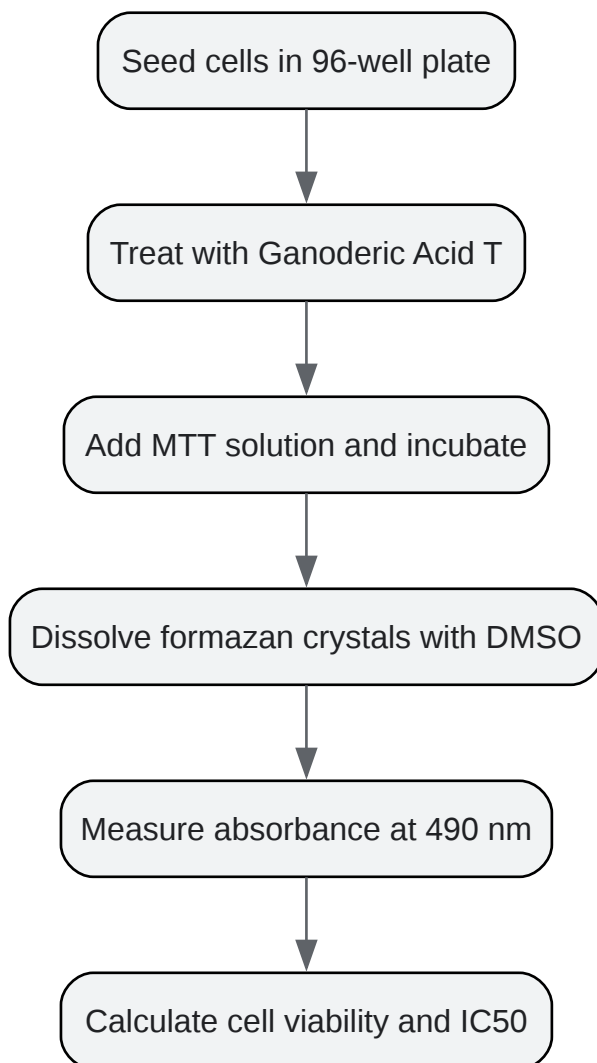 Seed cells in 96-well plate
Treat with Ganoderic Acid T
Add MTT solution and incubate
Dissolve formazan crystals with DMSO
Measure absorbance at 490 nm
Calculate cell viability and IC50